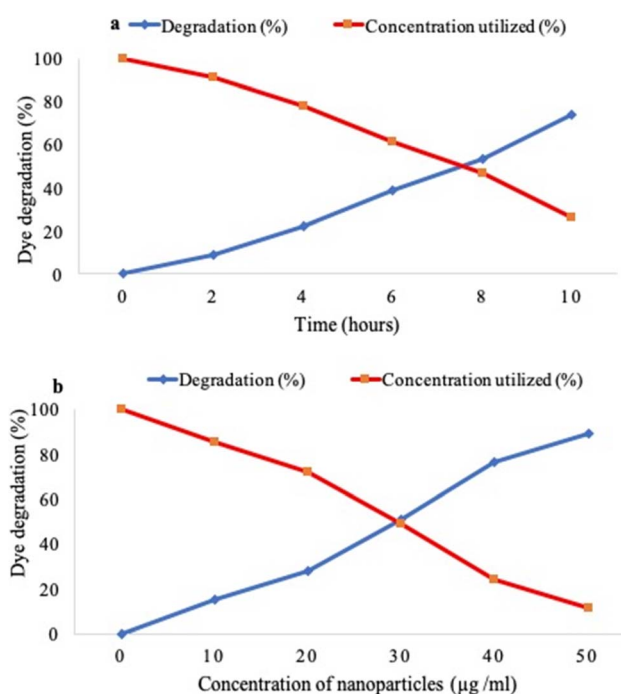 a Degradation (%) Concentration utilized (%)
100
80
60
40
20
0
Dye degradation (%)
0 2 4 6 8 10
Time (hours)
b Degradation (%) Concentration utilized (%)
100
80
60
40
20
0
Dye degradation (%)
0 10 20 30 40 50
Concentration of nanoparticles (µg /ml)